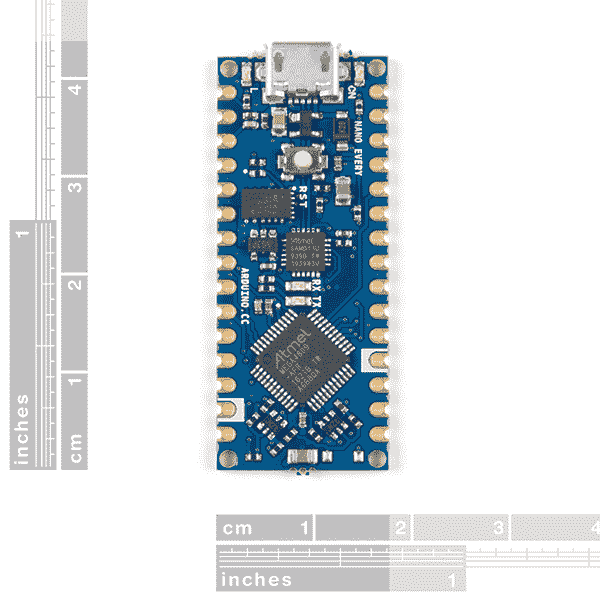 4
3
2
1
cm
1
inches
L
ON
NANO EVERY
RST
Atmel
RX TX
ARDUINO.CC
Atmel
cm 1 2 3 4
inches 1